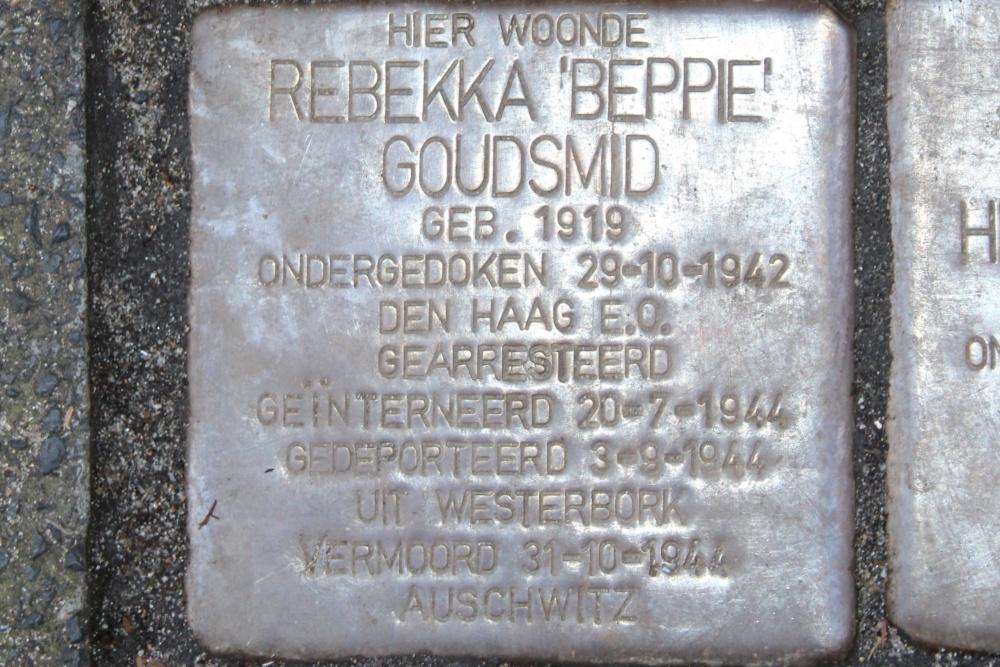 HIER WOONDE
REBEKKA 'BEPPIE'
GOUDSMID
GEB. 1919
ONDERGEDOKEN 29-10-1942
DEN HAAG E.O.
GEARRESTEERD
GEÏNTERNEERD 20-7-1944
GEDEPORTEERD 3-9-1944
UIT WESTERBORK
VERMOORD 31-10-1944
AUSCHWITZ
H
ON